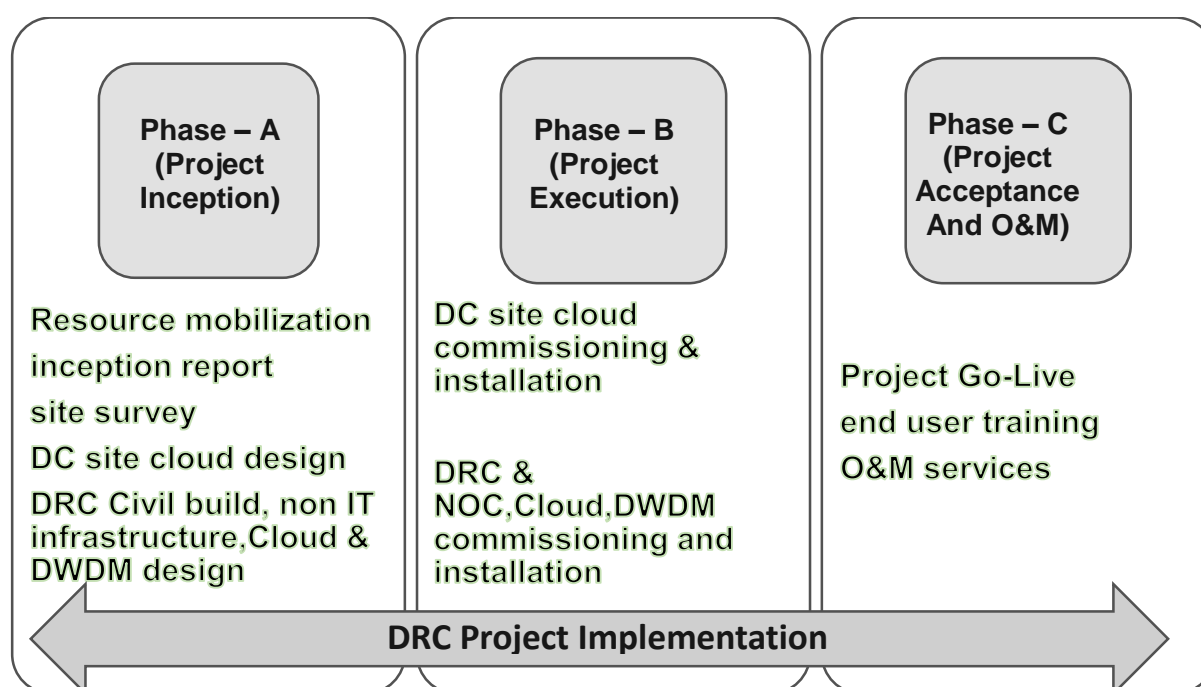 Phase – A
(Project
Inception)
Resource mobilization
inception report
site survey
DC site cloud design
DRC Civil build, non IT
infrastructure,Cloud &
DWDM design
Phase – B
(Project
Execution)
DC site cloud
commissioning &
installation
DRC &
NOC,Cloud,DWDM
commissioning and
installation
Phase – C
(Project
Acceptance
And O&M)
Project Go-Live
end user training
O&M services
DRC Project Implementation